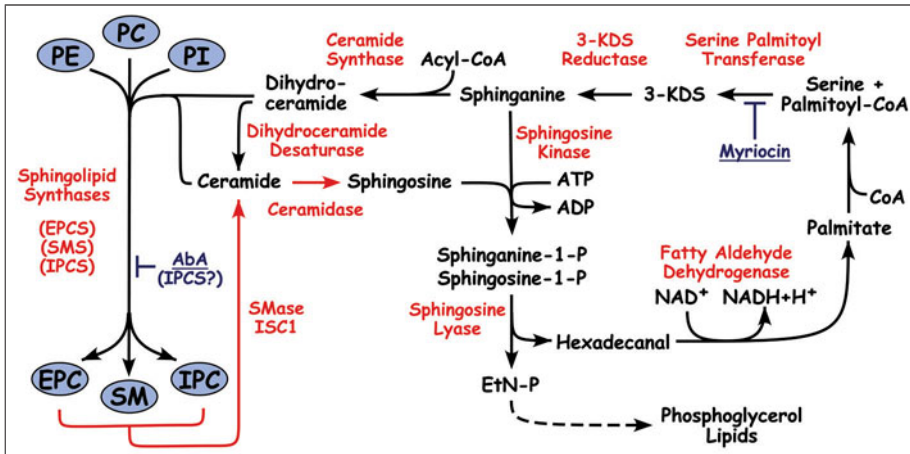 PE
PC
PI
Ceramide
Synthase
Acyl-CoA
3-KDS
Reductase
Serine Palmitoyl
Transferase
Dihydro-
ceramide
Sphinganine
3-KDS
Serine +
Palmitoyl-CoA
Myriocin
Dihydroceramide
Desaturase
Sphingosine
Kinase
Sphingolipid
Synthases
(EPCS)
(SMS)
(IPCS)
Ceramide
Sphingosine
Ceramidase
ATP
ADP
CoA
Palmitate
AbA
(IPCS?)
SMase
ISC1
Sphinganine-1-P
Sphingosine-1-P
Fatty Aldehyde
Dehydrogenase
NAD⁺
NADH+H⁺
Sphingosine
Lyase
Hexadecanal
EPC
SM
IPC
EtN-P
Phosphoglycerol
Lipids